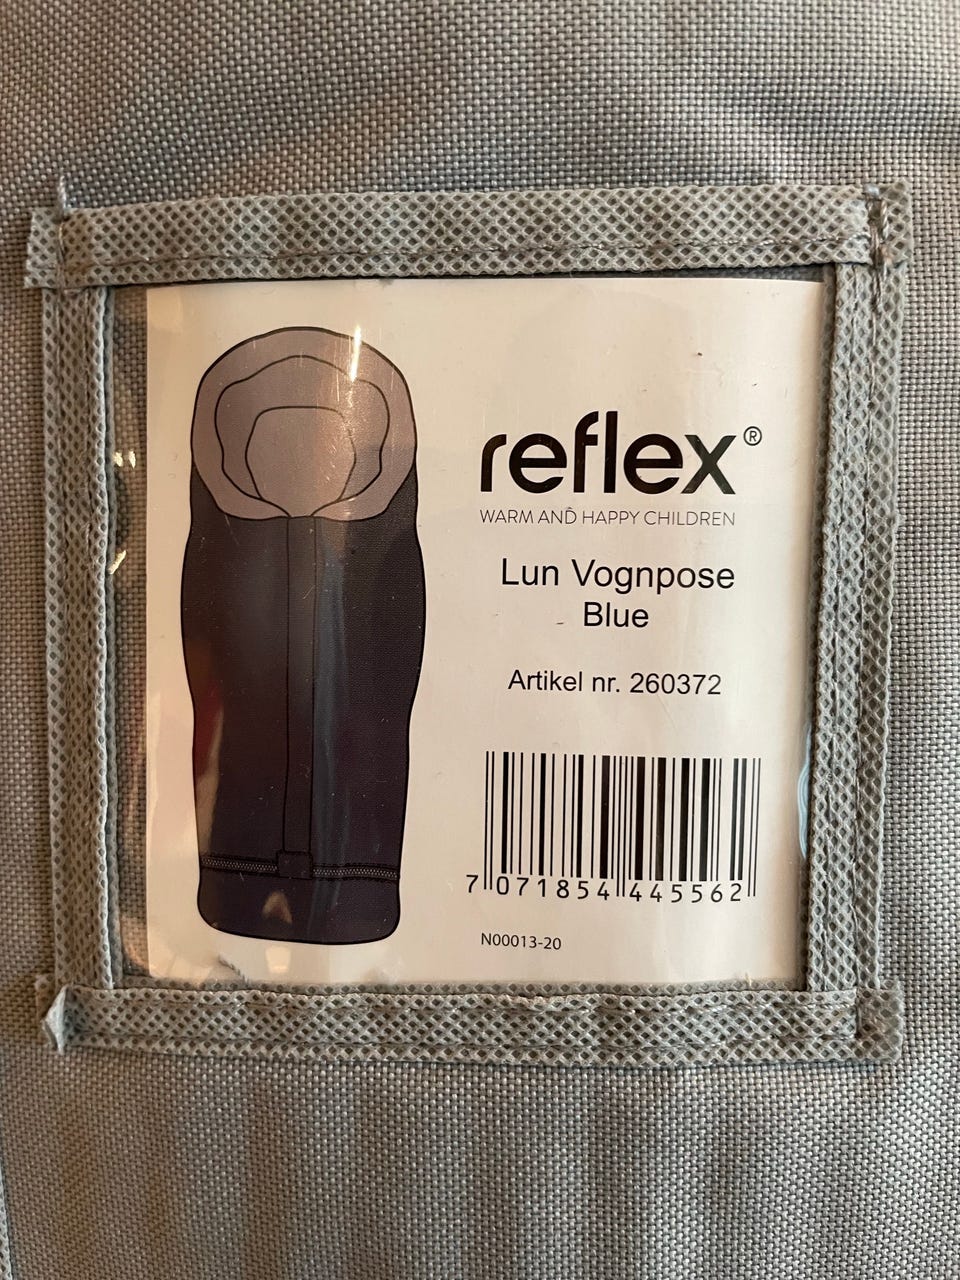 reflex®
WARM AND HAPPY CHILDREN
Lun Vognpose
Blue
Artikel nr. 260372
7 071854 445562
N00013-20